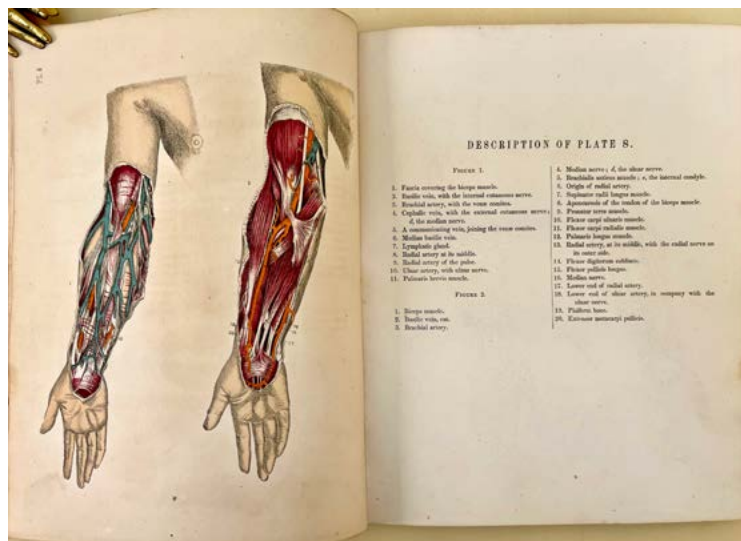 PL. 8
DESCRIPTION OF PLATE 8.
FIGURE 1.
1. Fascia covering the biceps muscle.
2. Basilic vein, with the internal cutaneous nerve.
3. Brachial artery, with the venæ comites.
4. Cephalic vein, with the external cutaneous nerve;
d, the median nerve.
5. A communicating vein, joining the venæ comites.
6. Median basilic vein.
7. Lymphatic gland.
8. Radial artery at its middle.
9. Radial artery of the pulse.
10. Ulnar artery, with ulnar nerve.
11. Palmaris brevis muscle.
FIGURE 2.
1. Biceps muscle.
2. Basilic vein, cut.
3. Brachial artery.
4. Median nerve; d, the ulnar nerve.
5. Brachialis anticus muscle; e, the internal condyle.
6. Origin of radial artery.
7. Supinator radii longus muscle.
8. Aponeurosis of the tendon of the biceps muscle.
9. Pronator teres muscle.
10. Flexor carpi ulnaris muscle.
11. Flexor carpi radialis muscle.
12. Palmaris longus muscle.
13. Radial artery, at its middle, with the radial nerve on
its outer side.
14. Flexor digitorum sublimis.
15. Flexor pollicis longus.
16. Median nerve.
17. Lower end of radial artery.
18. Lower end of ulnar artery, in company with the
ulnar nerve.
19. Pisiform bone.
20. Extensor metacarpi pollicis.